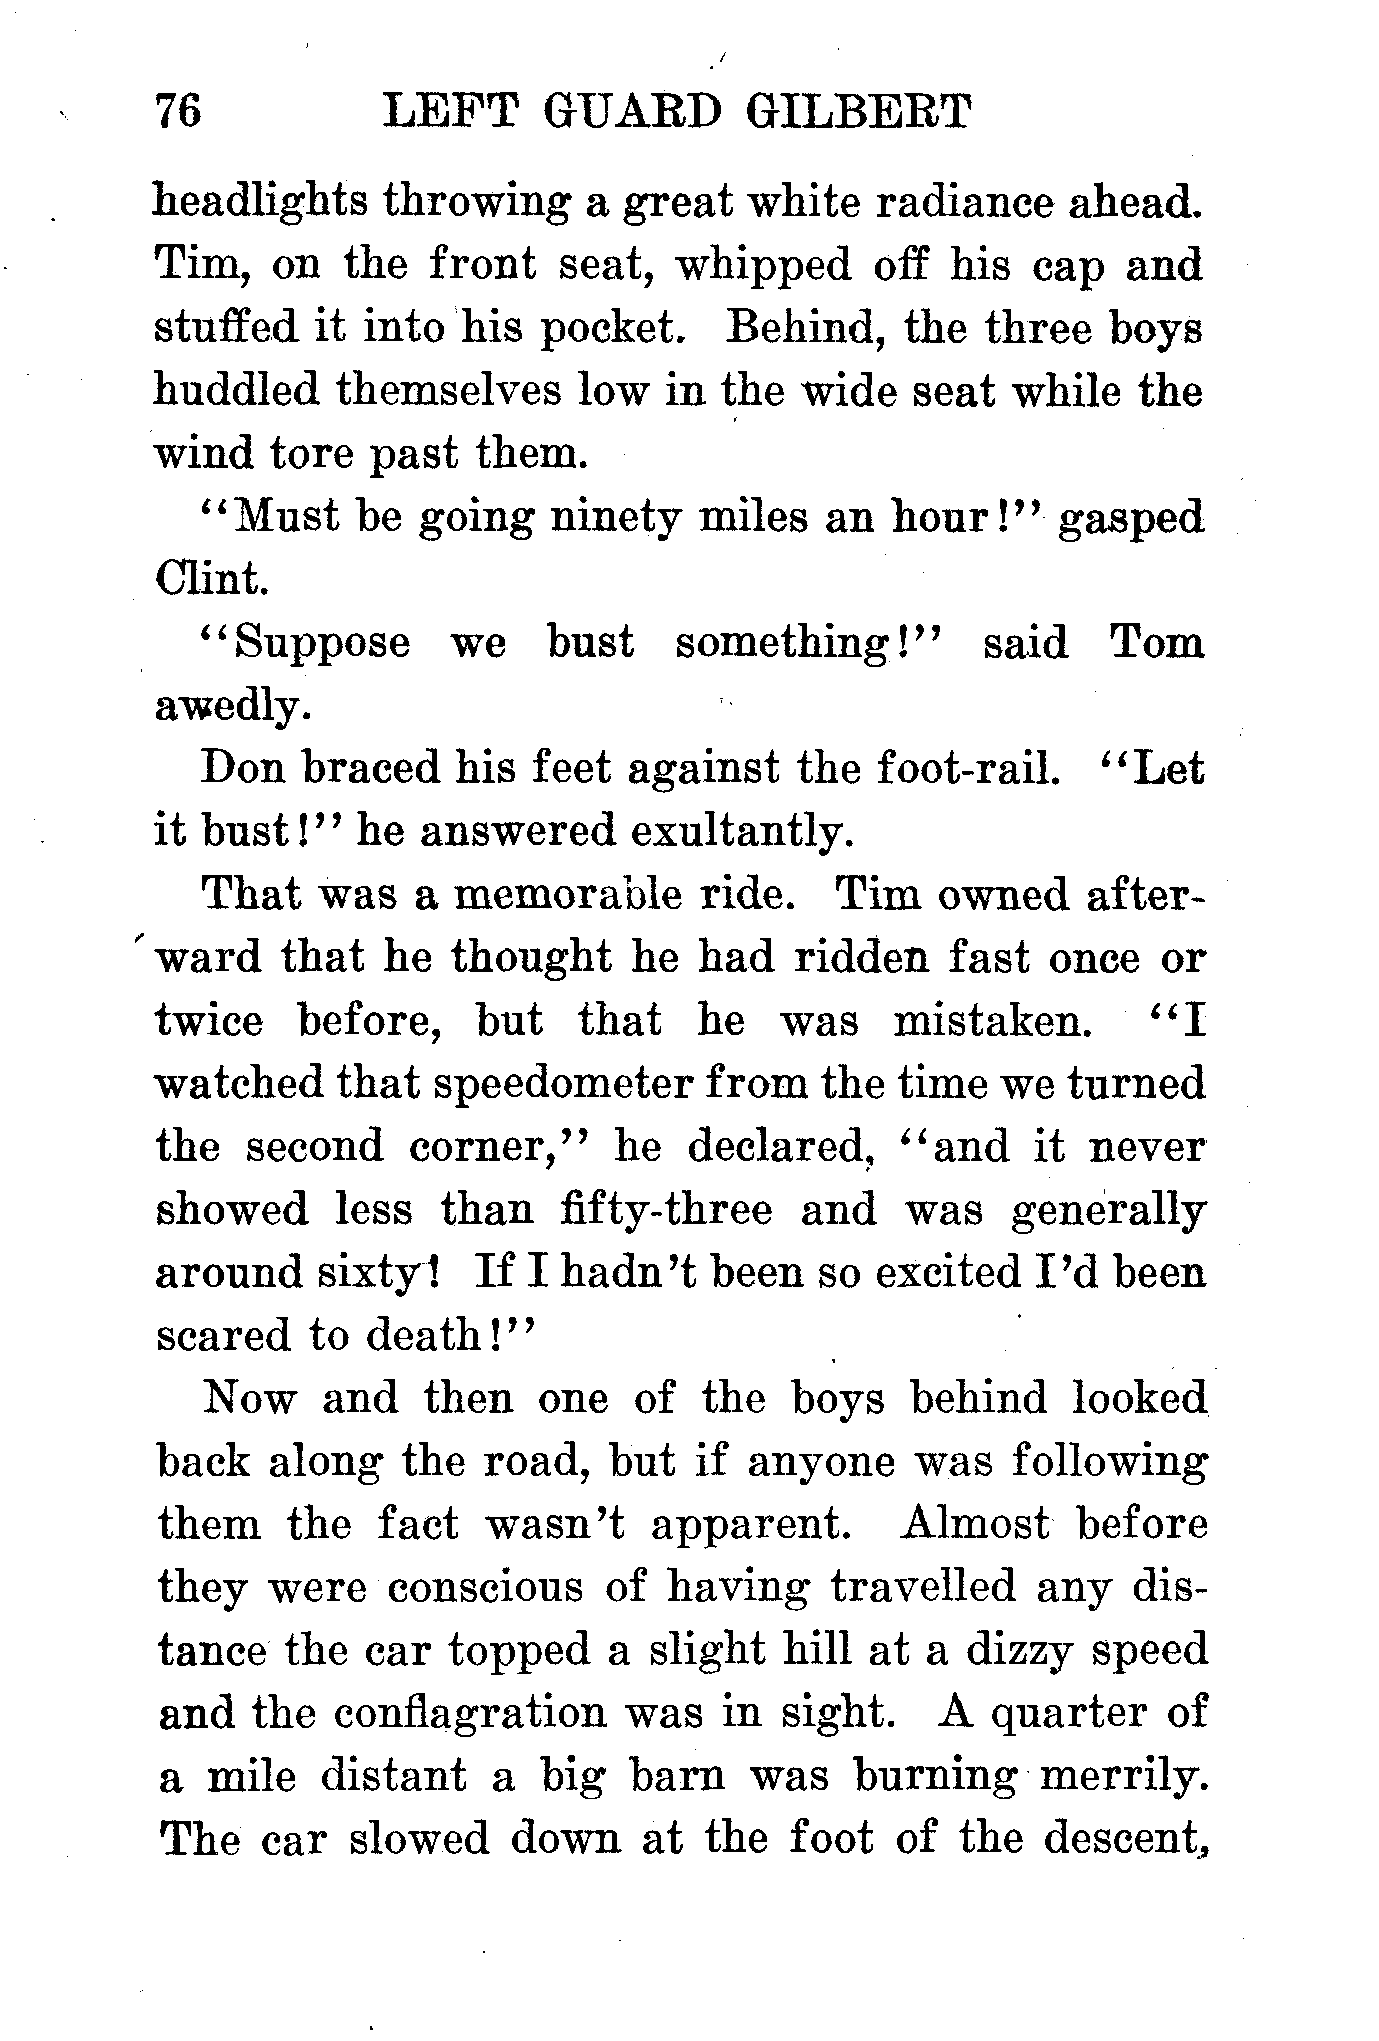 76 LEFT GUARD GILBERT
headlights throwing a great white radiance ahead.
Tim, on the front seat, whipped off his cap and
stuffed it into his pocket. Behind, the three boys
huddled themselves low in the wide seat while the
wind tore past them.
"Must be going ninety miles an hour!" gasped
Clint.
"Suppose we bust something!" said Tom
awedly.
Don braced his feet against the foot-rail. "Let
it bust!" he answered exultantly.
That was a memorable ride. Tim owned after-
ward that he thought he had ridden fast once or
twice before, but that he was mistaken. "I
watched that speedometer from the time we turned
the second corner," he declared, "and it never
showed less than fifty-three and was generally
around sixty! If I hadn't been so excited I'd been
scared to death!"
Now and then one of the boys behind looked
back along the road, but if anyone was following
them the fact wasn't apparent. Almost before
they were conscious of having travelled any dis-
tance the car topped a slight hill at a dizzy speed
and the conflagration was in sight. A quarter of
a mile distant a big barn was burning merrily.
The car slowed down at the foot of the descent,